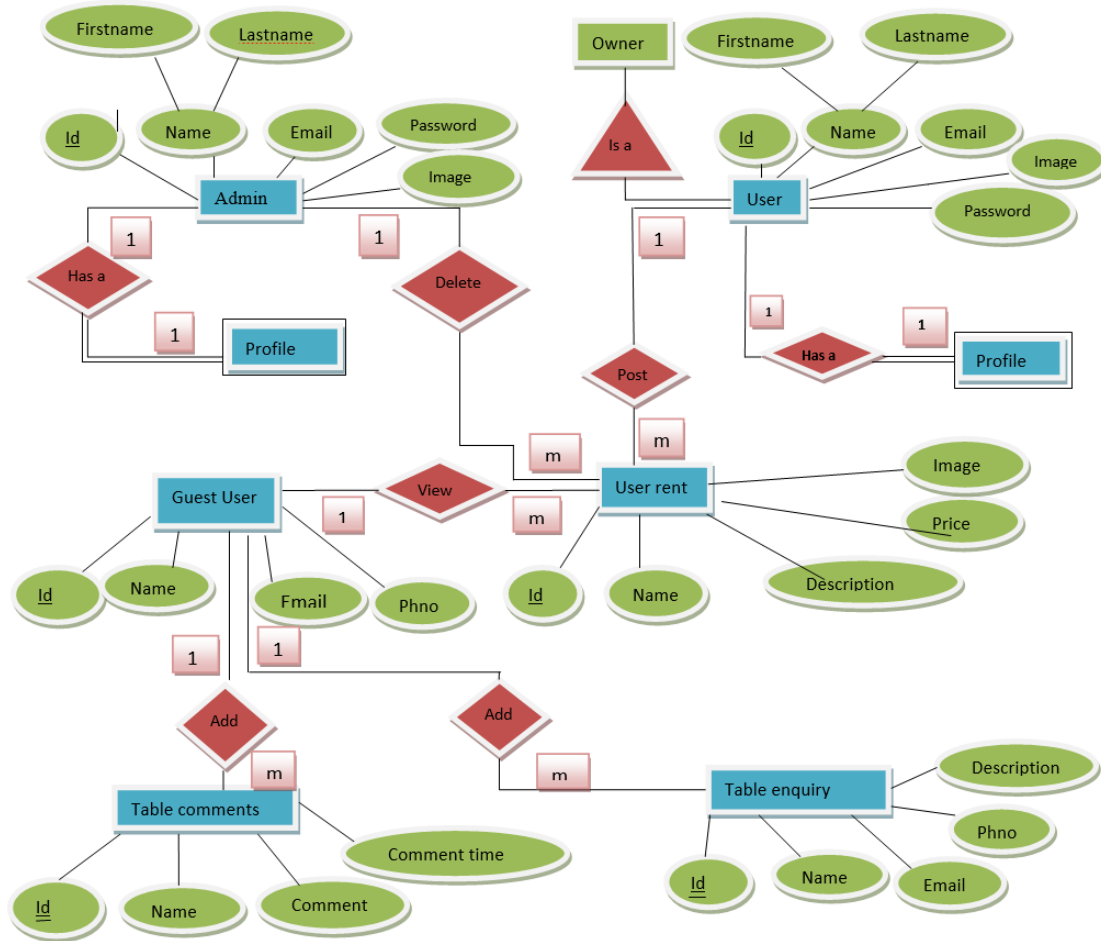 Firstname
Lastname
Owner
Firstname
Lastname
Id
Name
Email
Password
Is a
Id
Name
Email
Image
Image
Admin
User
Password
1
1
1
Has a
Delete
1
1
1
Profile
Has a
Profile
Post
m
m
Image
Guest User
View
User rent
1
m
Price
Id
Name
Fmail
Phno
Id
Name
Description
1
1
Add
Add
m
m
Description
Table comments
Table enquiry
Phno
Comment time
Id
Name
Comment
Id
Name
Email